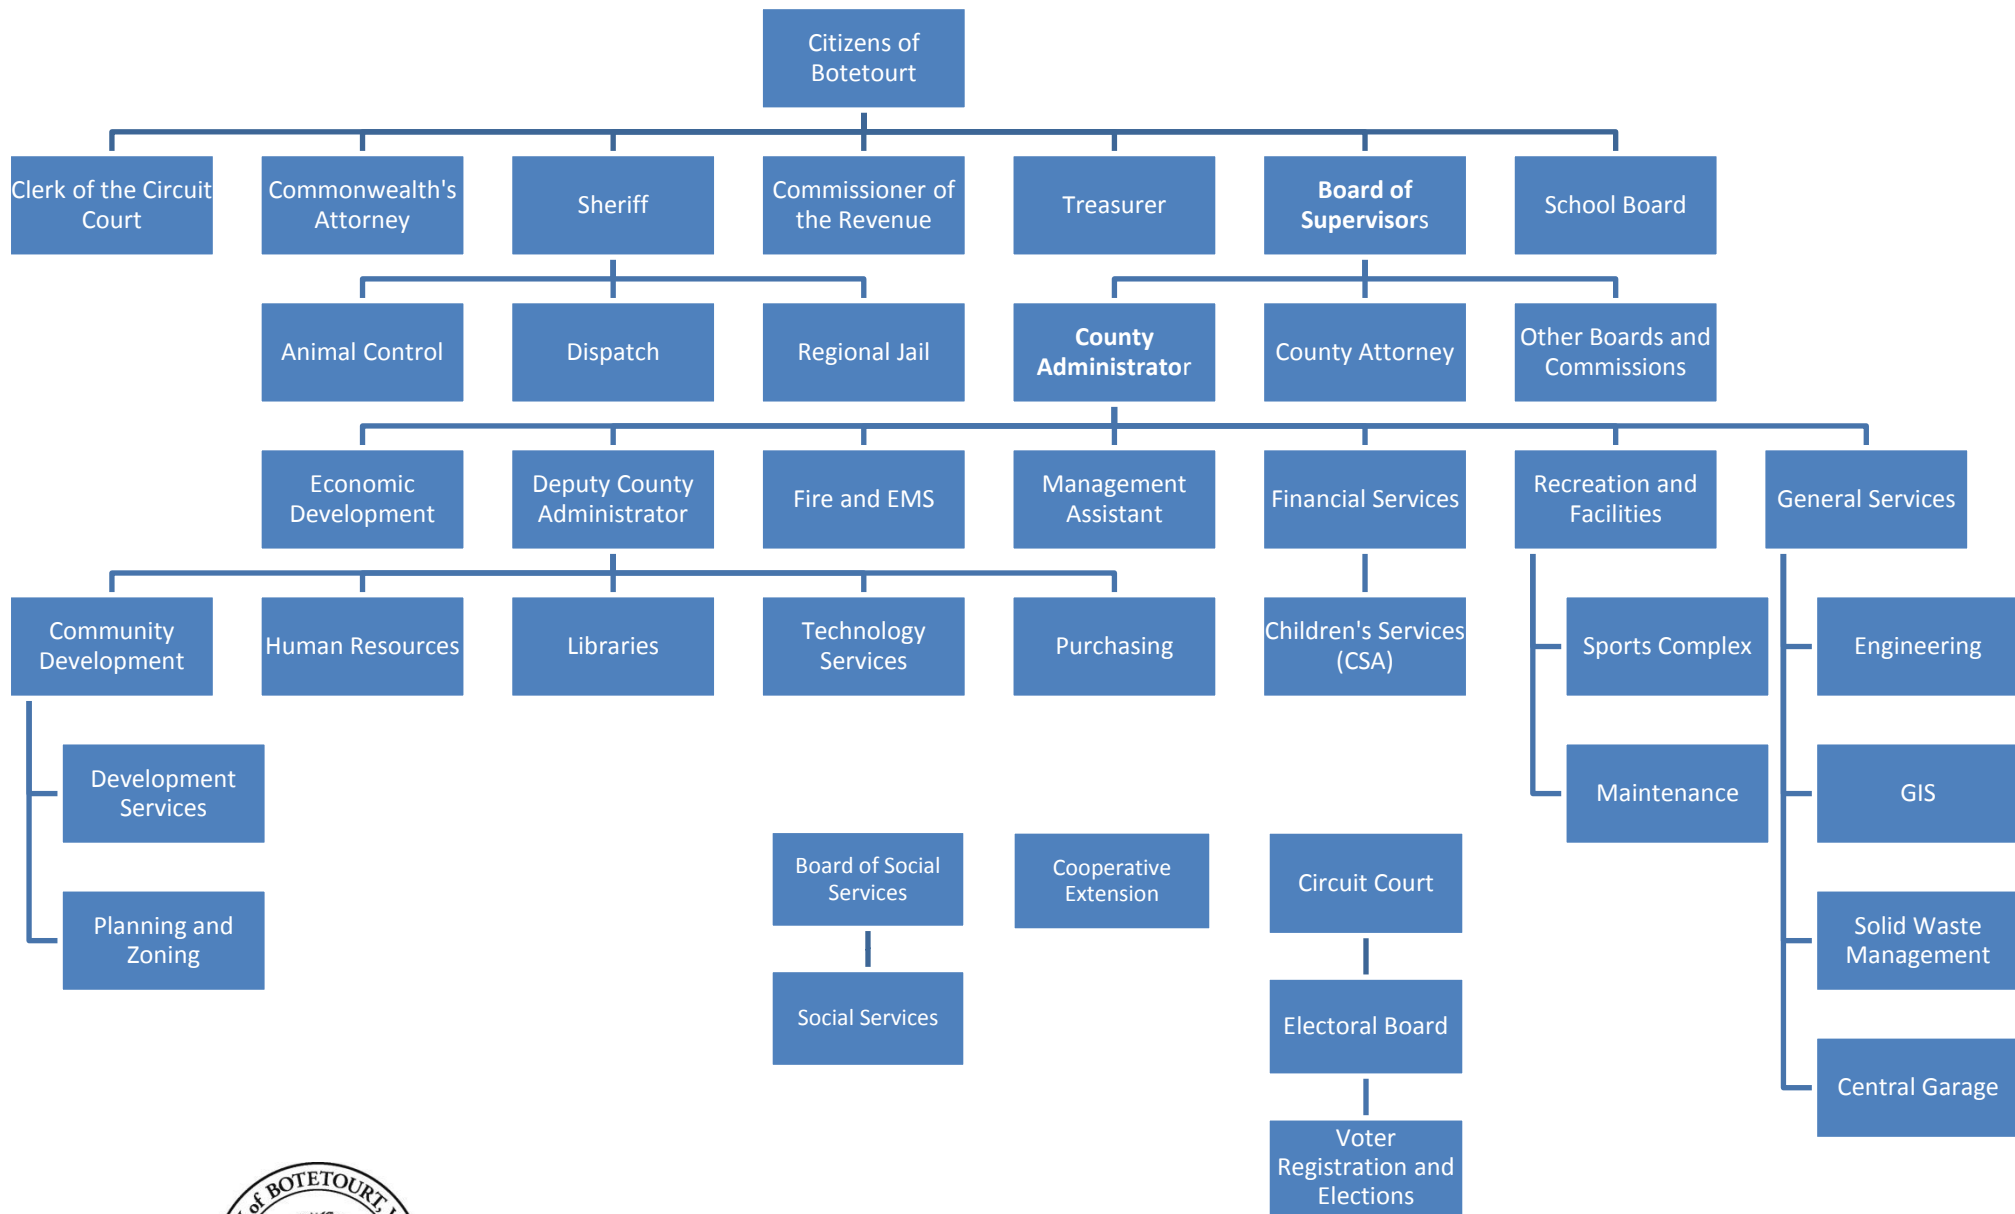 Citizens of
Botetourt
Clerk of the Circuit
Court
Commonwealth's
Attorney
Sheriff
Commissioner of
the Revenue
Treasurer
Board of
Supervisors
School Board
Animal Control
Dispatch
Regional Jail
County
Administrator
County Attorney
Other Boards and
Commissions
Economic
Development
Deputy County
Administrator
Fire and EMS
Management
Assistant
Financial Services
Recreation and
Facilities
General Services
Community
Development
Human Resources
Libraries
Technology
Services
Purchasing
Children's Services
(CSA)
Sports Complex
Engineering
Development
Services
Maintenance
GIS
Board of Social
Services
Cooperative
Extension
Circuit Court
Planning and
Zoning
Solid Waste
Management
Social Services
Electoral Board
Central Garage
Voter
Registration and
Elections
of BOTETOURT,